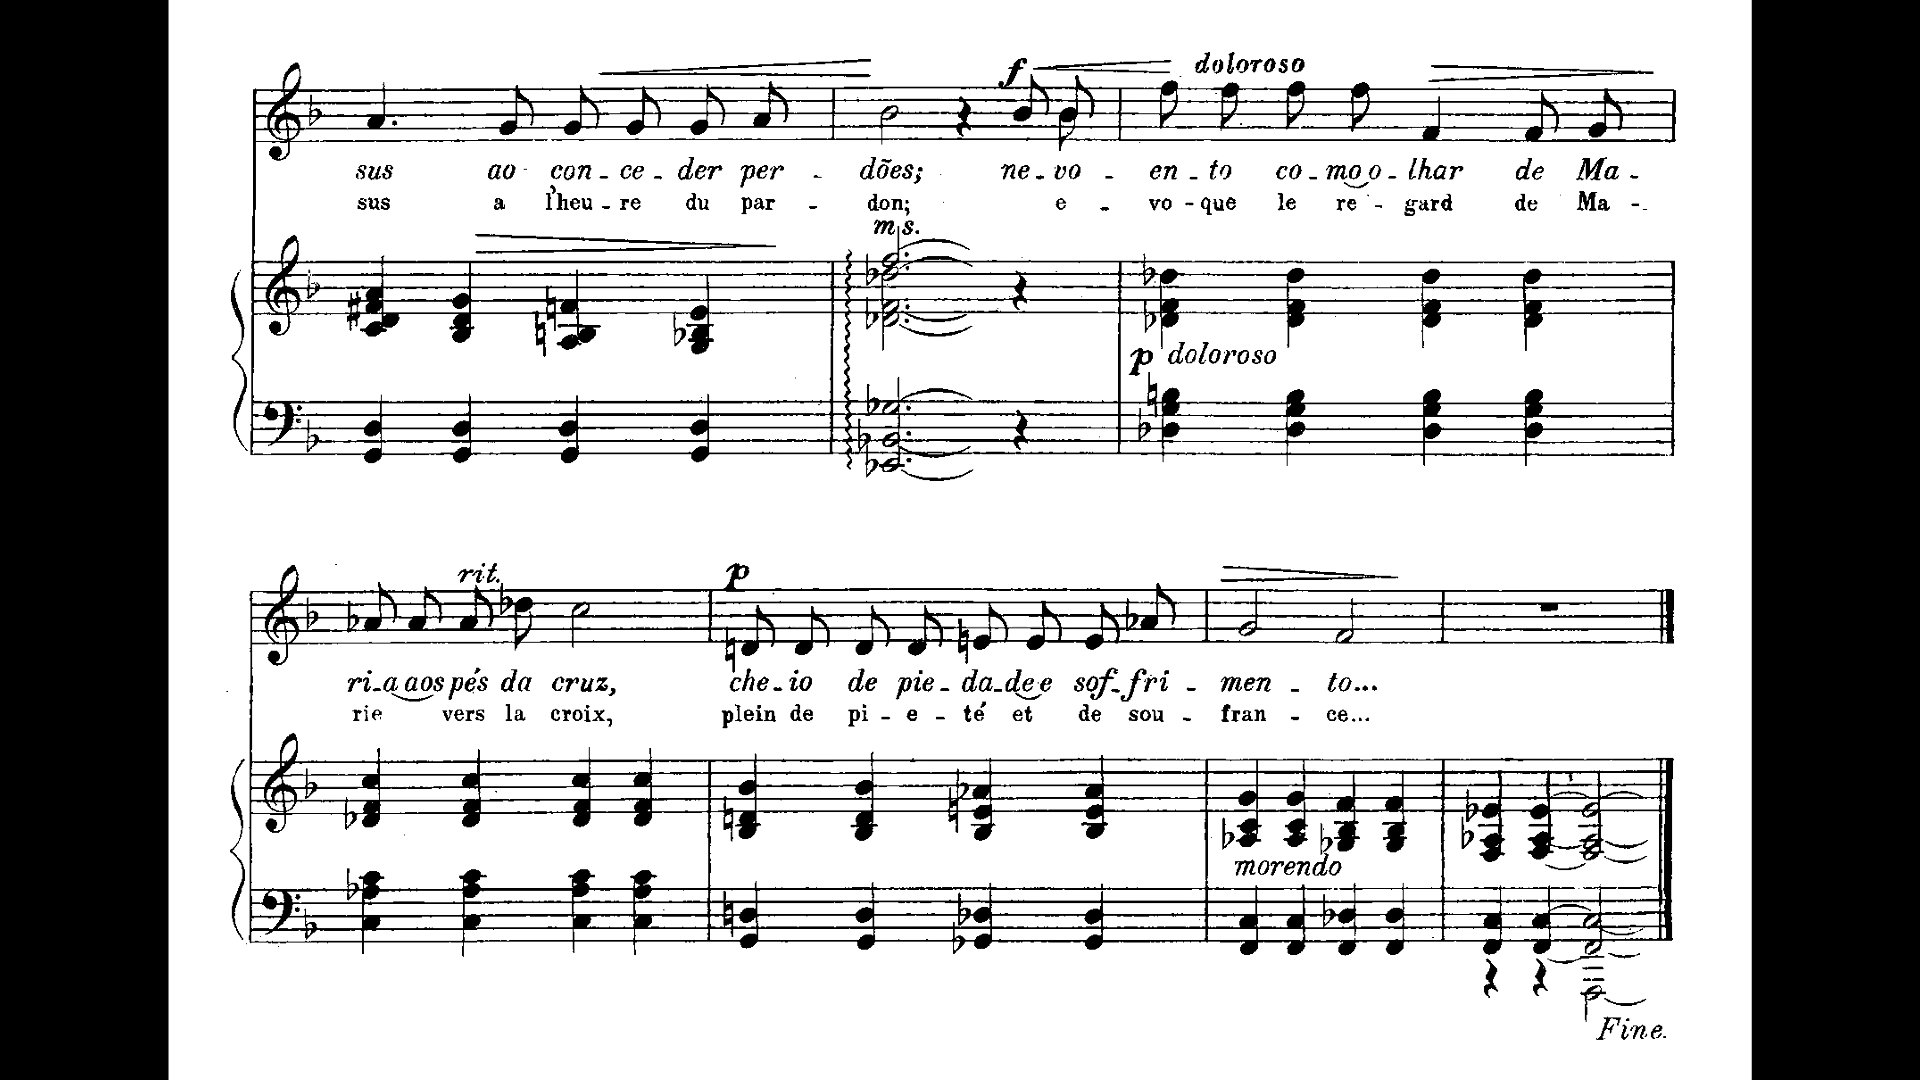 f doloroso
sus ao con - ce - der per - dões; ne - vo - en - to co - mo o - lhar de Ma -
sus a l'heu - re du par - don; e - vo - que le re - gard de Ma -
m.s.
p doloroso
rit. p
ri - a aos pés da cruz, che - io de pie - da - de e sof - fri - men - to...
rie vers la croix, plein de pi - e - té et de sou - fran - ce...
morendo
Fine.